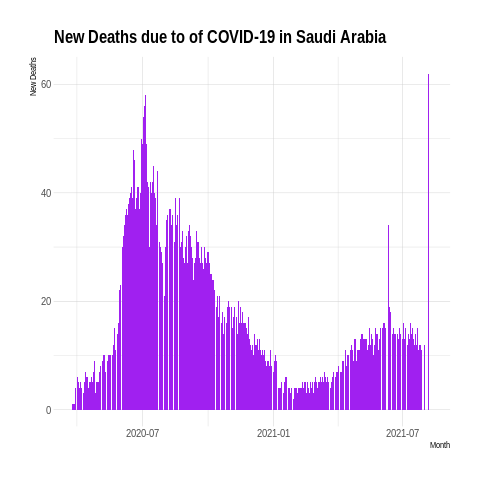 New Deaths due to of COVID-19 in Saudi Arabia
New Deaths
60
40
20
0
2020-07
2021-01
2021-07
Month